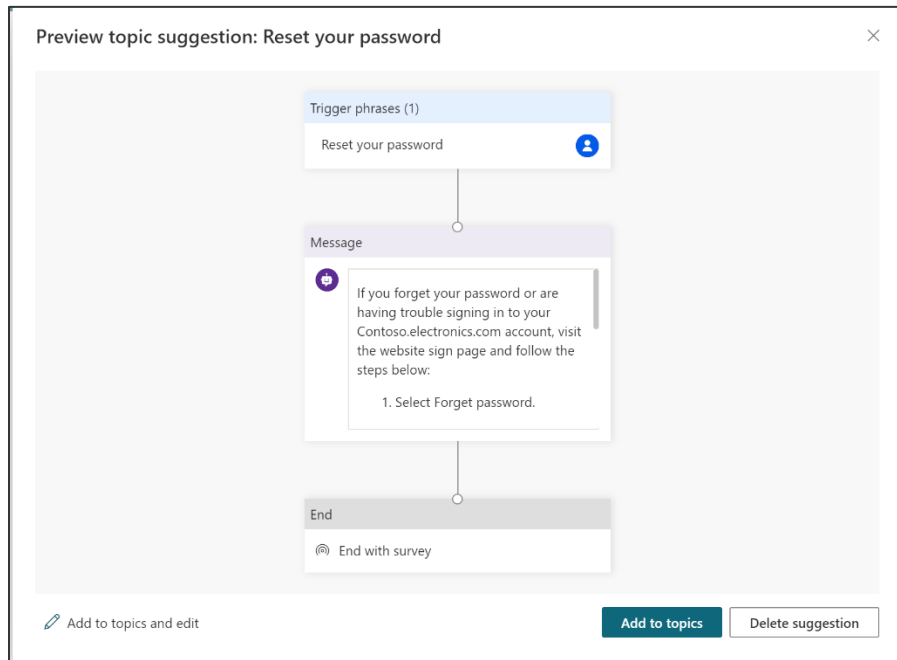 Preview topic suggestion: Reset your password
Trigger phrases (1)
Reset your password
Message
If you forget your password or are
having trouble signing in to your
Contoso.electronics.com account, visit
the website sign page and follow the
steps below:
1. Select Forget password.
End
End with survey
Add to topics and edit
Add to topics
Delete suggestion